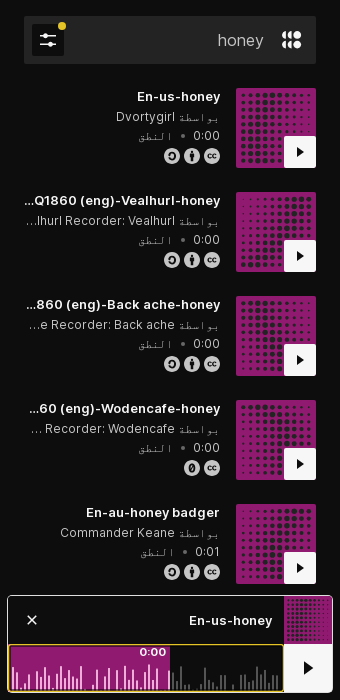 honey
En-us-honey
بواسطة Dvortygirl
0:00 • النطق
...Q1860 (eng)-Vealhurl-honey
بواسطة lhurl Recorder: Vealhurl...
0:00 • النطق
...860 (eng)-Back ache-honey
بواسطة e Recorder: Back ache...
0:00 • النطق
...60 (eng)-Wodencafe-honey
بواسطة Recorder: Wodencafe ...
0:00 • النطق
En-au-honey badger
بواسطة Commander Keane
0:01 • النطق
En-us-honey
0:00